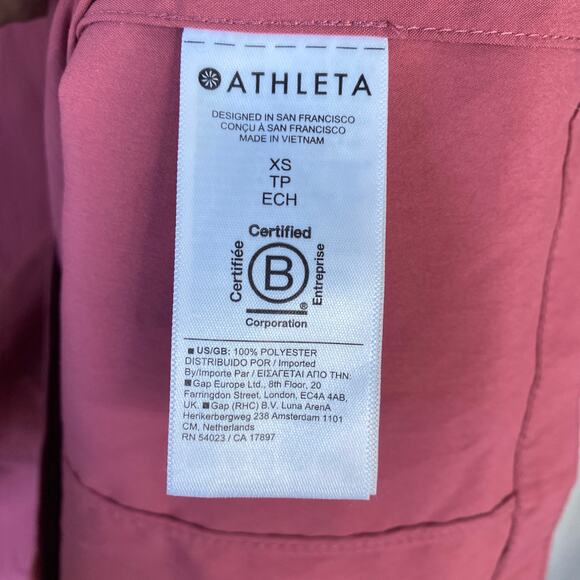 ATHLETA
DESIGNED IN SAN FRANCISCO
CONÇU À SAN FRANCISCO
MADE IN VIETNAM
XS
TP
ECH
Certified
Certifiée
B
Entreprise
®
Corporation
■ US/GB: 100% POLYESTER
DISTRIBUIDO POR / Imported
By/Importe Par / ΕΙΣΑΓΕΤΑΙ ΑΠΟ ΤΗΝ:
■Gap Europe Ltd., 8th Floor, 20
Farringdon Street, London, EC4A 4AB,
UK. ■Gap (RHC) B.V. Luna ArenA
Herikerbergweg 238 Amsterdam 1101
CM, Netherlands
RN 54023 / CA 17897